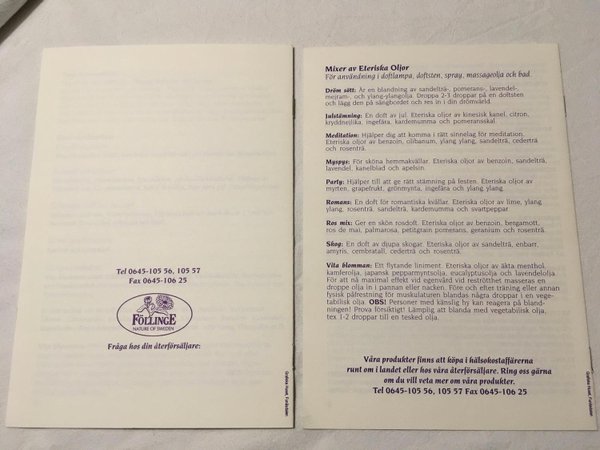 Tel 0645-105 56, 105 57
Fax 0645-106 25
FÖLLINGE
NATURE OF SWEDEN
Fråga hos din återförsäljare:
Mixer av Eteriska Oljor
För användning i doftlampa, doftsten, spray, massageolja och bad.
Dröm sött: Är en blandning av sandelträ-, pomerans-, lavendel-,
mejram-, och ylang-ylangolja. Droppa 2-3 droppar på en doftsten
och lägg den på sängbordet och res in i din drömvärld.
Julstämning: En doft av jul. Eteriska oljor av kinesisk kanel, citron,
kryddnejlika, ingefära, kardemumma och pomeransskal.
Meditation: Hjälper dig att komma i rätt sinnelag för meditation.
Eteriska oljor av benzoin, olibanum, ylang ylang, sandelträ, cederträ
och rosenträ.
Myspys: För sköna hemmakvällar. Eteriska oljor av benzoin, sandelträ,
lavendel, kanelblad och apelsin.
Party: Hjälper till att ge rätt stämning på festen. Eteriska oljor av
myrten, grapefrukt, grönmynta, ingefära och ylang ylang.
Romans: En doft för romantiska kvällar. Eteriska oljor av lime, ylang
ylang, rosenträ, sandelträ, kardemumma och svartpeppar.
Ros mix: Ger en skön rosdoft. Eteriska oljor av benzoin, bergamott,
ros de mai, palmarosa, petitgrain pomerans, geranium och rosenträ.
Skog: En doft av djupa skogar. Eteriska oljor av sandelträ, enbarr,
amyris, cembratall, cederträ och rosenträ.
Vita blomman: Ett flytande liniment. Eteriska oljor av äkta menthol,
kamferolja, japansk pepparmyntsolja, eucalyptusolja och lavendelolja.
För att nå maximal effekt vid egenvård vid reströtthet masseras en
droppe olja in i pannan eller nacken. Före och efter träning eller annan
fysisk påfrestning för muskulaturen blandas några droppar i en vege-
tabilisk olja. OBS! Personer med känslig hy kan reagera på bland-
ningen! Prova försiktigt! Lämplig att blanda med vegetabilisk olja,
tex 1-2 droppar till en tesked olja.
Våra produkter finns att köpa i hälsokostaffärerna
runt om i landet eller hos våra återförsäljare. Ring oss gärna
om du vill veta mer om våra produkter.
Tel 0645-105 56, 105 57 Fax 0645-106 25